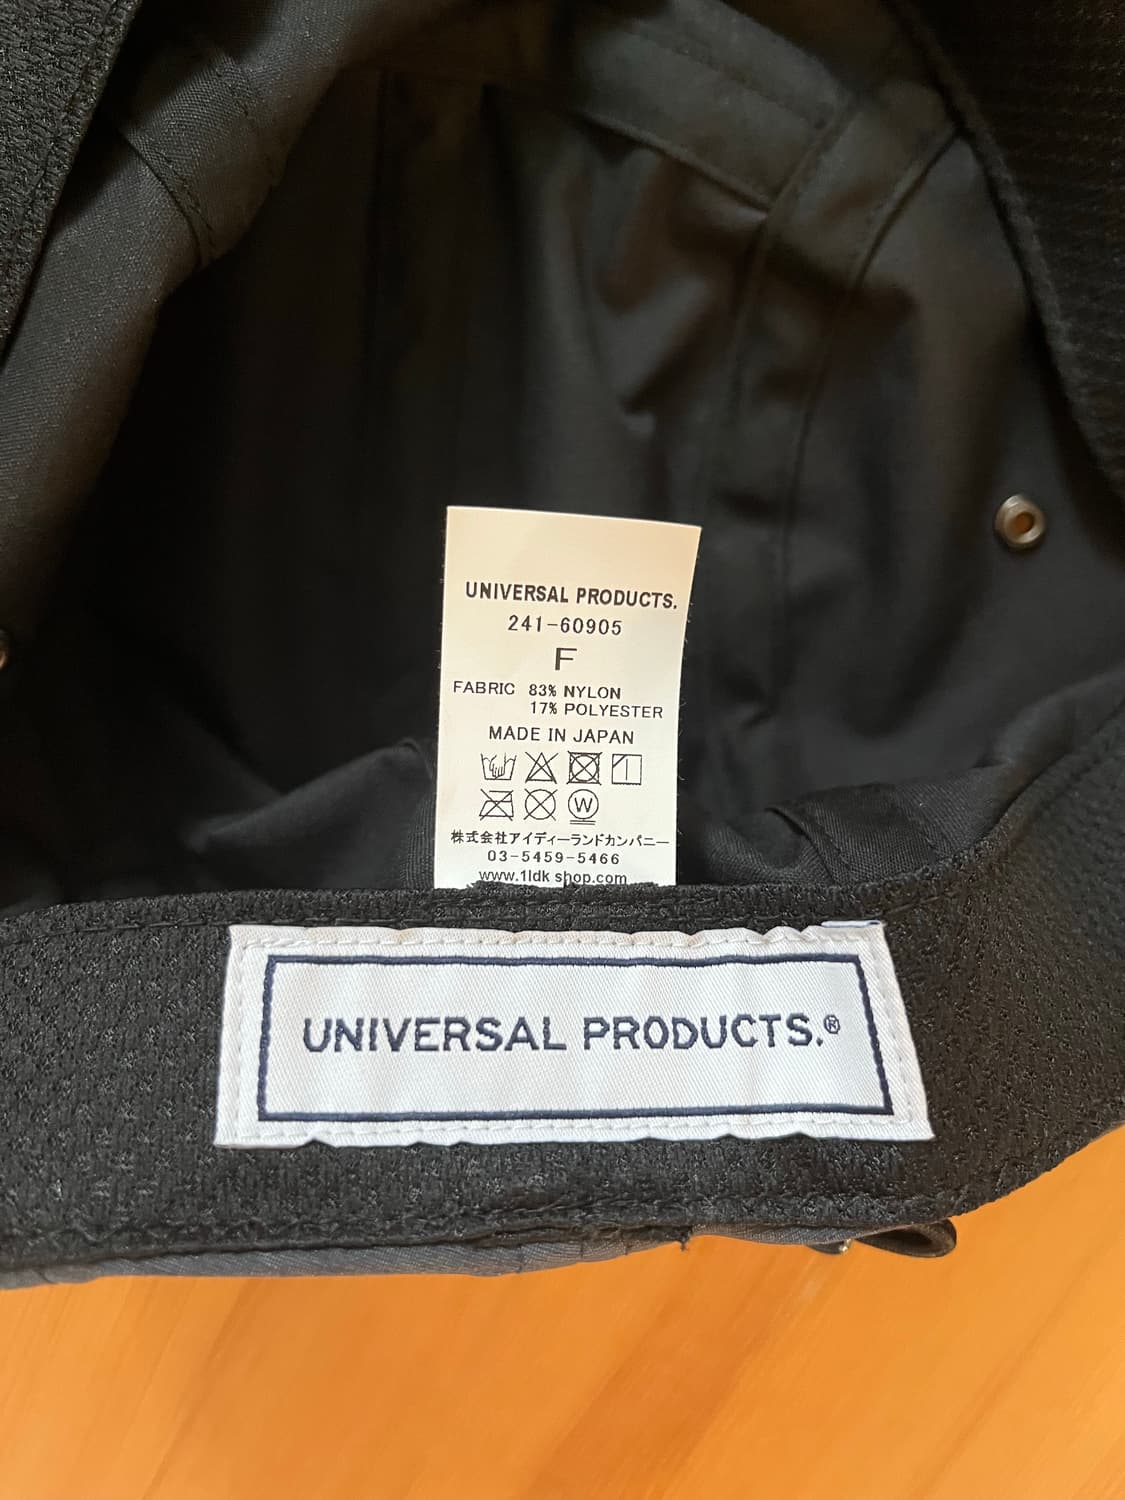 UNIVERSAL PRODUCTS.
241-60905
F
FABRIC 83% NYLON
17% POLYESTER
MADE IN JAPAN
W
株式会社アイディーランドカンパニー
03-5459-5466
www.1ldk shop.com
UNIVERSAL PRODUCTS.®